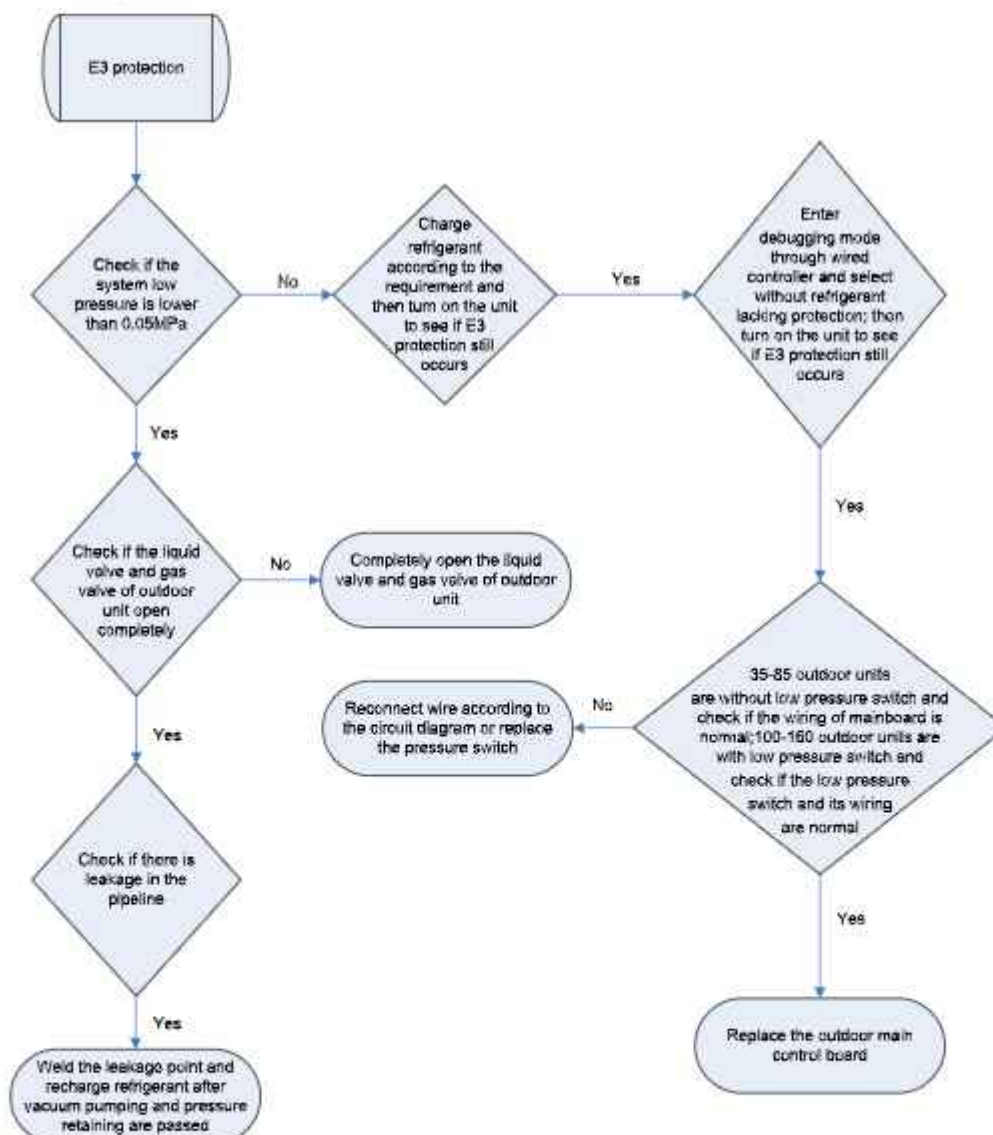 E3 protection
Check if the
system low
pressure is lower
than 0.05MPa
No
Charge
refrigerant
according to the
requirement and
then turn on the unit
to see if E3
protection still
occurs
Yes
Enter
debugging mode
through wired
controller and select
without refrigerant
lacking protection; then
turn on the unit to see
if E3 protection still
occurs
Yes
Yes
Check if the liquid
valve and gas
valve of outdoor
unit open
completely
No
Completely open the liquid
valve and gas valve of outdoor
unit
35-85 outdoor units
are without low pressure switch and
check if the wiring of mainboard is
normal;100-160 outdoor units are
with low pressure switch and
check if the low pressure
switch and its wiring
are normal
No
Reconnect wire according to
the circuit diagram or replace
the pressure switch
Yes
Check if there is
leakage in the
pipeline
Yes
Replace the outdoor main
control board
Yes
Weld the leakage point and
recharge refrigerant after
vacuum pumping and pressure
retaining are passed